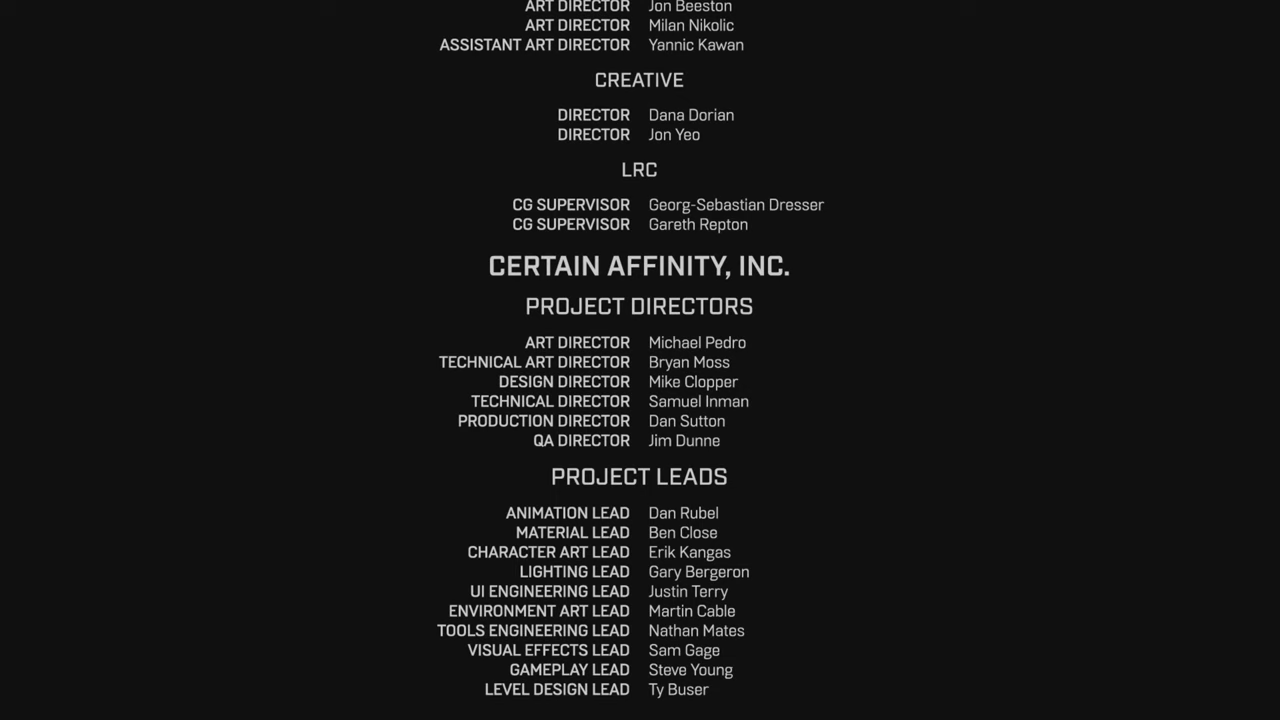 ART DIRECTOR Jon Beeston
ART DIRECTOR Milan Nikolic
ASSISTANT ART DIRECTOR Yannic Kawan
CREATIVE
DIRECTOR Dana Dorian
DIRECTOR Jon Yeo
LRC
CG SUPERVISOR Georg-Sebastian Dresser
CG SUPERVISOR Gareth Repton
CERTAIN AFFINITY, INC.
PROJECT DIRECTORS
ART DIRECTOR Michael Pedro
TECHNICAL ART DIRECTOR Bryan Moss
DESIGN DIRECTOR Mike Clopper
TECHNICAL DIRECTOR Samuel Inman
PRODUCTION DIRECTOR Dan Sutton
QA DIRECTOR Jim Dunne
PROJECT LEADS
ANIMATION LEAD Dan Rubel
MATERIAL LEAD Ben Close
CHARACTER ART LEAD Erik Kangas
LIGHTING LEAD Gary Bergeron
UI ENGINEERING LEAD Justin Terry
ENVIRONMENT ART LEAD Martin Cable
TOOLS ENGINEERING LEAD Nathan Mates
VISUAL EFFECTS LEAD Sam Gage
GAMEPLAY LEAD Steve Young
LEVEL DESIGN LEAD Ty Buser